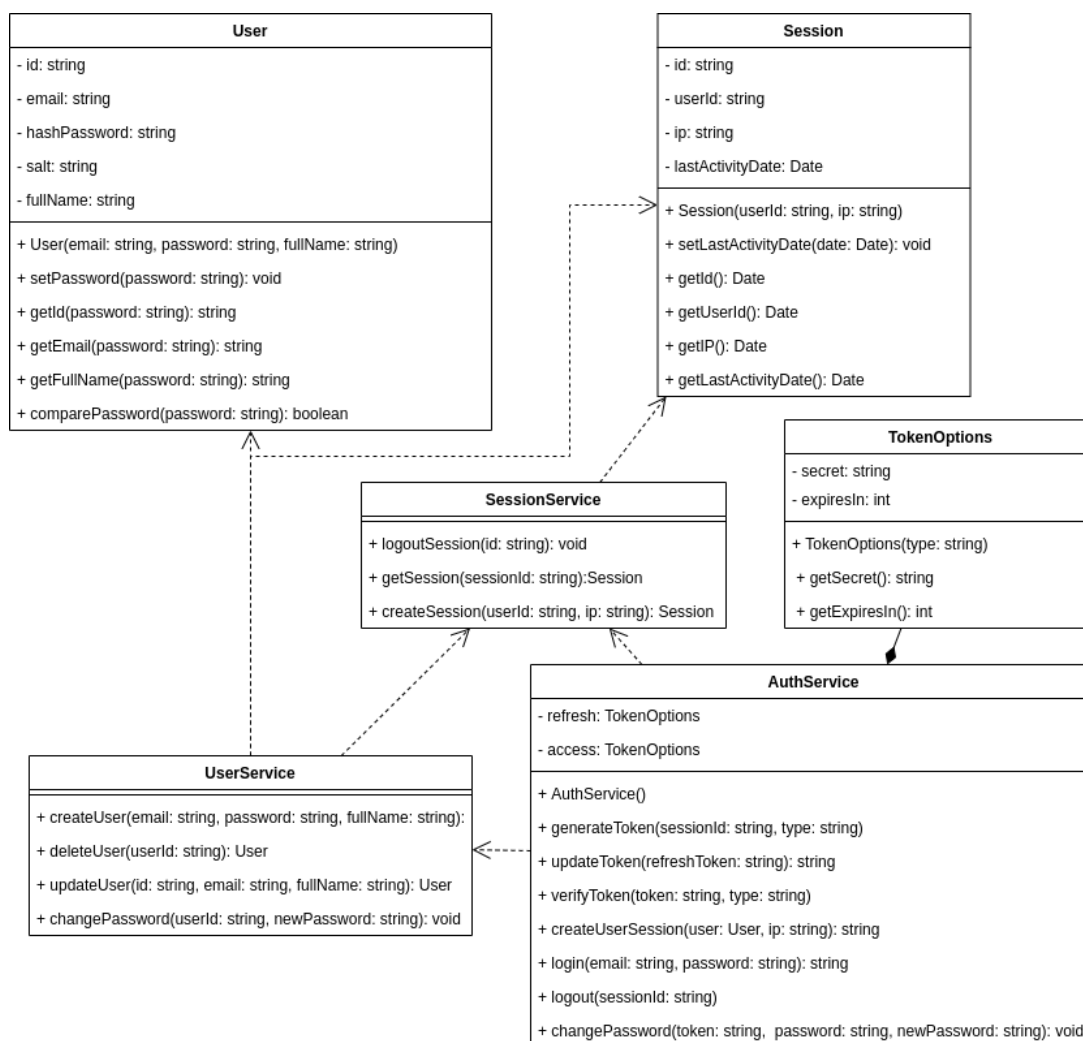 User
- id: string
- email: string
- hashPassword: string
- salt: string
- fullName: string
+ User(email: string, password: string, fullName: string)
+ setPassword(password: string): void
+ getId(password: string): string
+ getEmail(password: string): string
+ getFullName(password: string): string
+ comparePassword(password: string): boolean
Session
- id: string
- userId: string
- ip: string
- lastActivityDate: Date
+ Session(userId: string, ip: string)
+ setLastActivityDate(date: Date): void
+ getId(): Date
+ getUserId(): Date
+ getIP(): Date
+ getLastActivityDate(): Date
TokenOptions
- secret: string
- expiresIn: int
+ TokenOptions(type: string)
+ getSecret(): string
+ getExpiresIn(): int
SessionService
+ logoutSession(id: string): void
+ getSession(sessionId: string):Session
+ createSession(userId: string, ip: string): Session
UserService
+ createUser(email: string, password: string, fullName: string):
+ deleteUser(userId: string): User
+ updateUser(id: string, email: string, fullName: string): User
+ changePassword(userId: string, newPassword: string): void
AuthService
- refresh: TokenOptions
- access: TokenOptions
+ AuthService()
+ generateToken(sessionId: string, type: string)
+ updateToken(refreshToken: string): string
+ verifyToken(token: string, type: string)
+ createUserSession(user: User, ip: string): string
+ login(email: string, password: string): string
+ logout(sessionId: string)
+ changePassword(token: string, password: string, newPassword: string): void